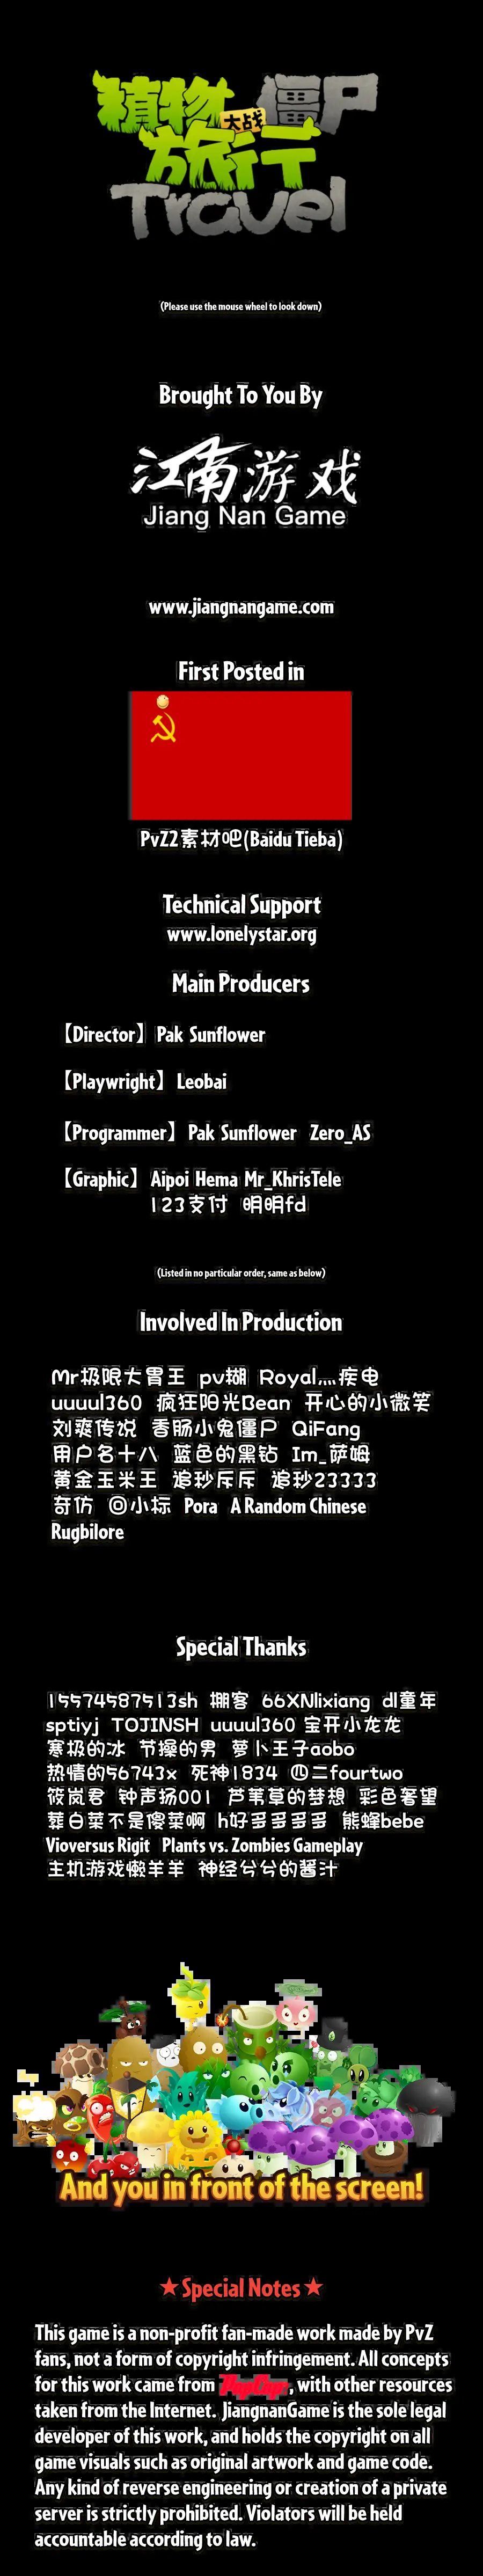 植物大战僵尸
旅行
Travel
(Please use the mouse wheel to look down)
Brought To You By
江南游戏
Jiang Nan Game
www.jiangnangame.com
First Posted in
PvZ2素材吧(Baidu Tieba)
Technical Support
www.lonelystar.org
Main Producers
【Director】 Pak Sunflower
【Playwright】 Leobai
【Programmer】 Pak Sunflower Zero_AS
【Graphic】 Aipoi Hema Mr_KhrisTele
123支付 明明fd
(Listed in no particular order, same as below)
Involved In Production
Mr极限大胃王 pv糊 Royal灬疾电
uuuul360 疯狂阳光Bean 开心的小微笑
刘爽传说 香肠小鬼僵尸 QiFang
用户名十八 蓝色的黑钻 Im_萨姆
黄金玉米王 追秒斥斥 追秒23333
奇仿 回小标 Pora A Random Chinese
Rugbilore
Special Thanks
15574587513sh 掤客 66XNlixiang dl童年
sptiyj TOJINSH uuuul360 宝开小龙龙
寒极的冰 节操的男 萝卜王子aobo
热情的56743x 死神1834 四二fourtwo
筱岚君 钟声扬001 芦苇草的梦想 彩色奢望
莽白菜不是傻菜啊 h好多多多多 熊蜂bebe
Vioversus Rigit Plants vs. Zombies Gameplay
主机游戏懒羊羊 神经兮兮的酱汁
And you in front of the screen!
★Special Notes★
This game is a non-profit fan-made work made by PvZ
fans, not a form of copyright infringement. All concepts
for this work came from PopCap, with other resources
taken from the Internet. JiangnanGame is the sole legal
developer of this work, and holds the copyright on all
game visuals such as original artwork and game code.
Any kind of reverse engineering or creation of a private
server is strictly prohibited. Violators will be held
accountable according to law.